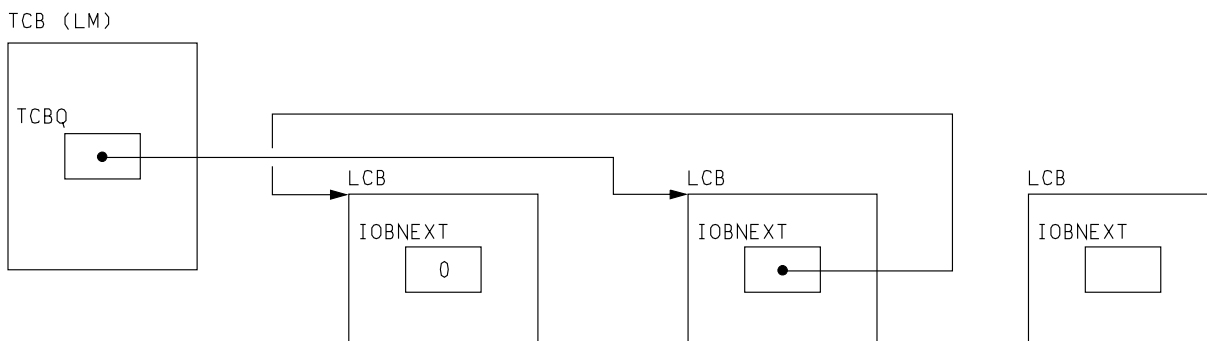 TCB (LM)
TCBQ
LCB LCB LCB
IOBNEXT IOBNEXT IOBNEXT
0